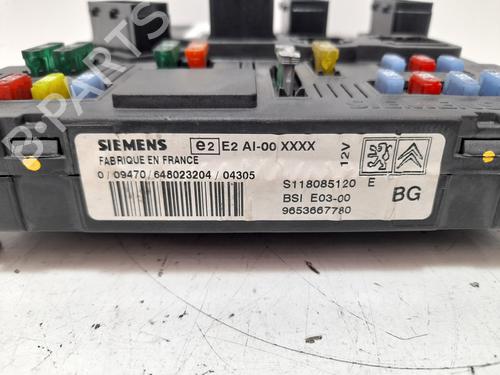 SIEMENS e2 E2 AI-00 XXXX
FABRIQUE EN FRANCE
0/09470/648023204/04305
12V
S118085120 E
BSI E03-00
9653667780
BG
B-PARTS